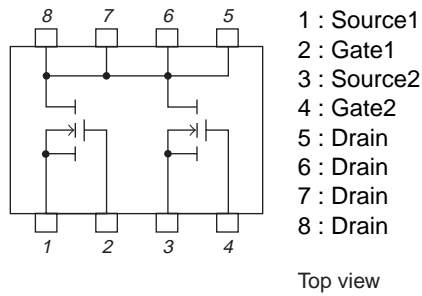 8 7 6 5
1 2 3 4
1 : Source1
2 : Gate1
3 : Source2
4 : Gate2
5 : Drain
6 : Drain
7 : Drain
8 : Drain
Top view